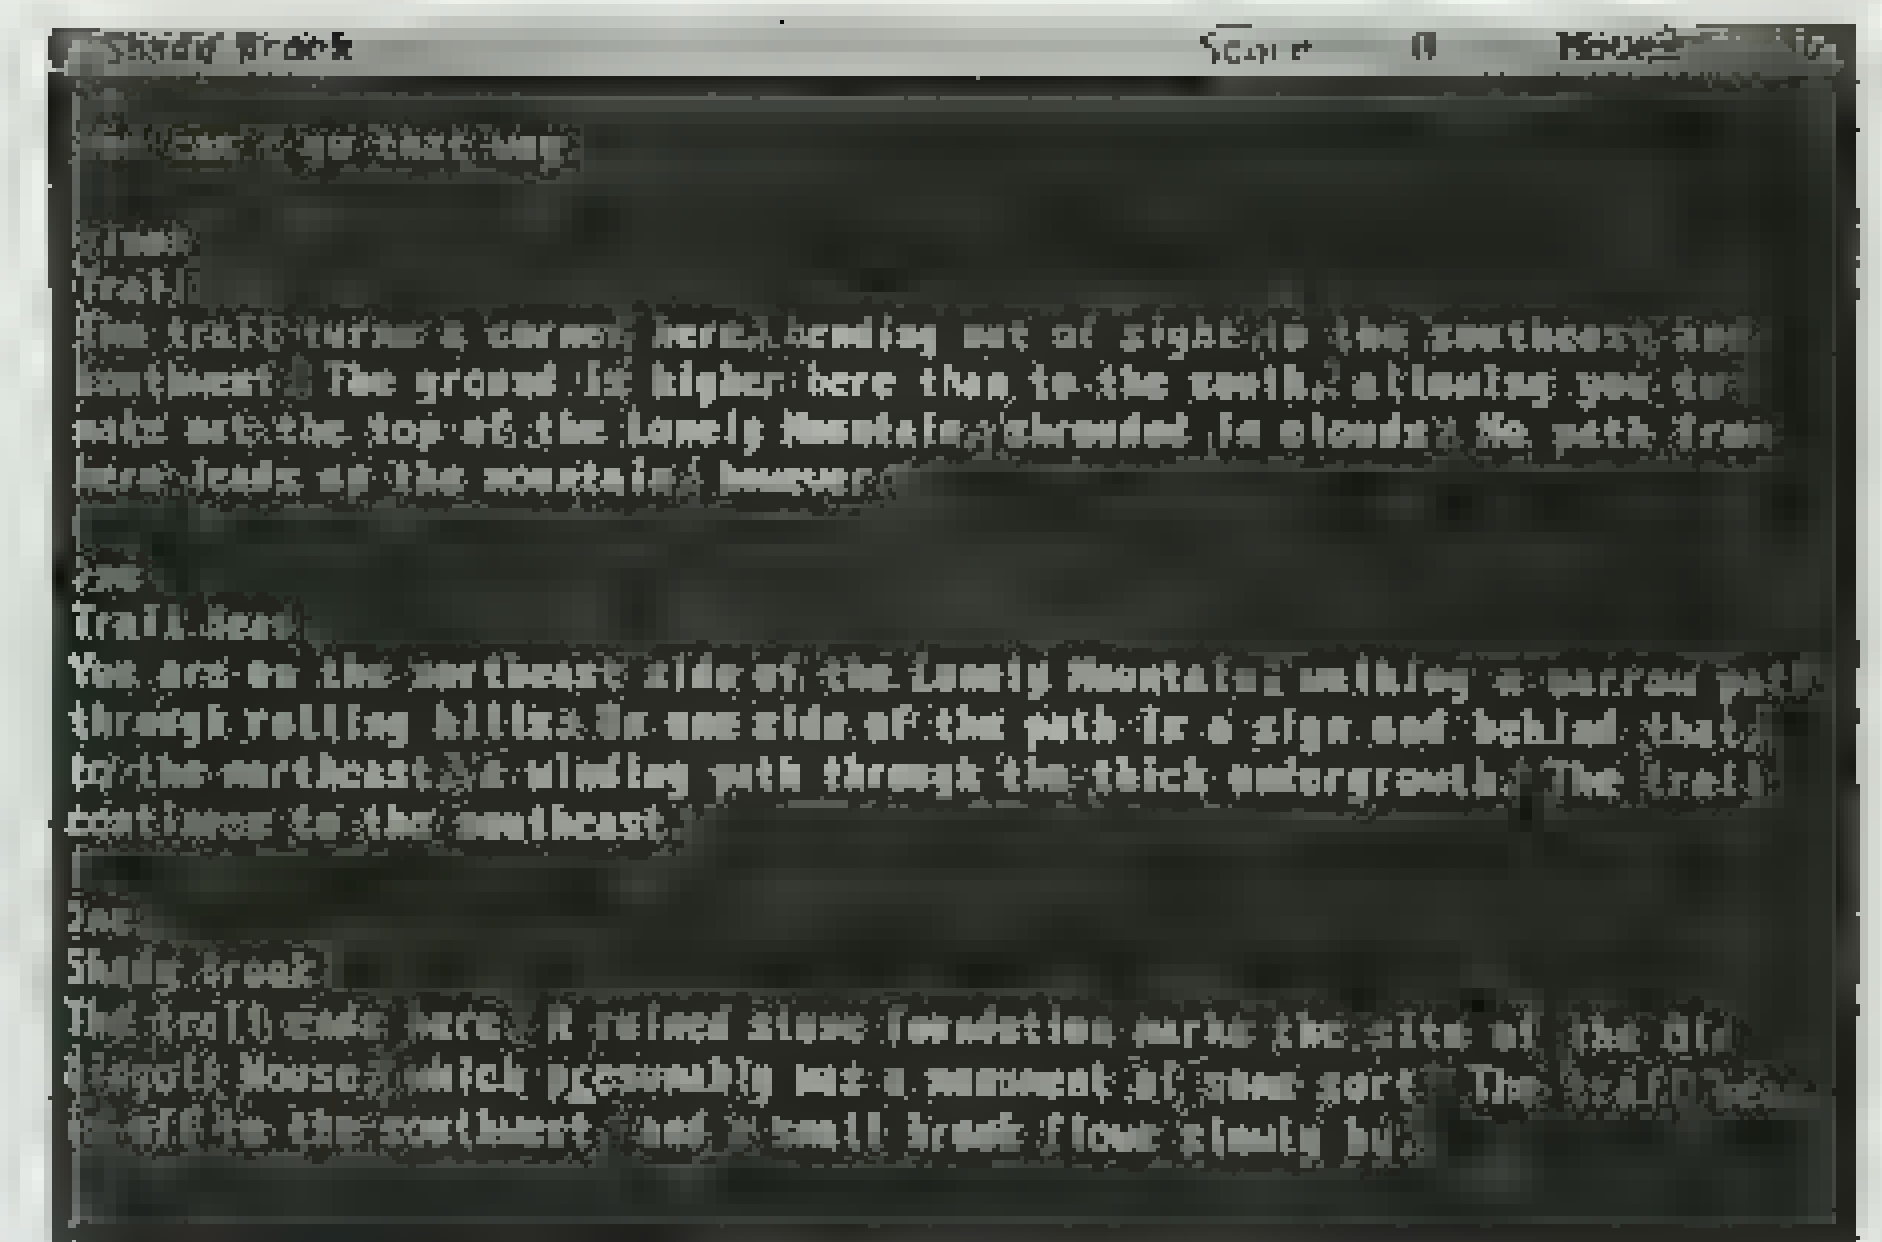 Shady Brook Score 0 Moves
can't go that way.
Trail
The trail turns a corner here, bending out of sight to the southeast and
southwest. The ground is higher here than to the south, allowing you to
make out the top of the Lonely Mountain, shrouded in clouds. No path from
here leads up the mountain, however.
Trail Bend
You are on the northeast side of the Lonely Mountain, walking a narrow path
through rolling hills. To one side of the path is a sign and behind that,
to the northeast, a winding path through the thick undergrowth. The trail
continues to the southeast.
>ne
Shady Brook
The trail ends here. A ruined stone foundation marks the site of the Old
House, which presumably was a monument of some sort. The trail
off to the southwest and a small brook flows slowly by.